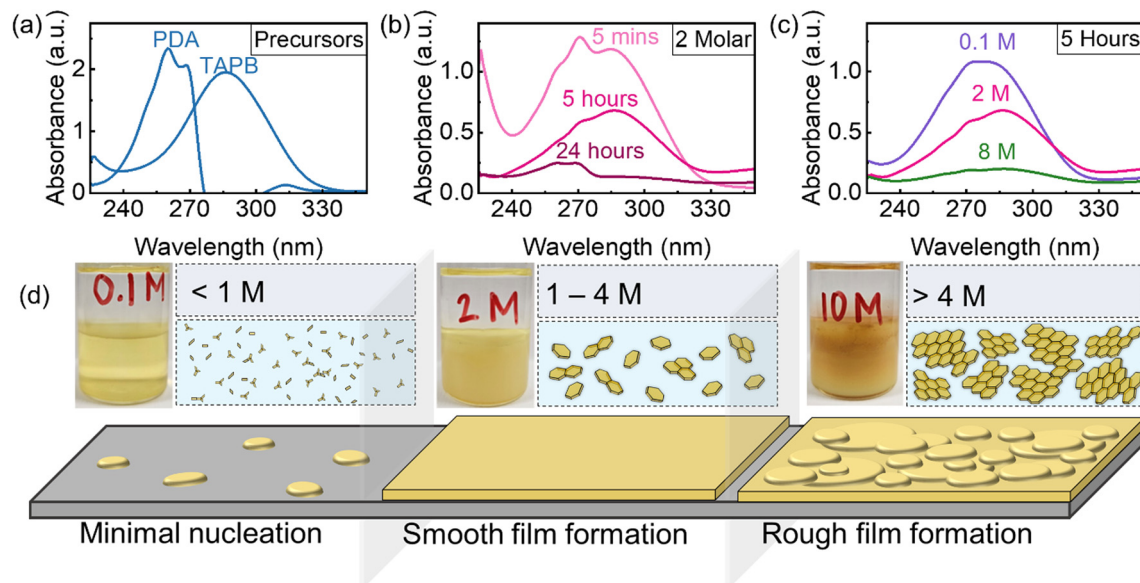 (a)
PDA
TAPB
Precursors
Absorbance (a.u.)
2
1
0
240 270 300 330
Wavelength (nm)
(b)
5 mins
2 Molar
5 hours
24 hours
Absorbance (a.u.)
1.0
0.5
0.0
240 270 300 330
Wavelength (nm)
(c)
0.1 M
5 Hours
2 M
8 M
Absorbance (a.u.)
1.0
0.5
0.0
240 270 300 330
Wavelength (nm)
(d)
0.1M
< 1 M
2 M
1 – 4 M
10 M
> 4 M
Minimal nucleation
Smooth film formation
Rough film formation